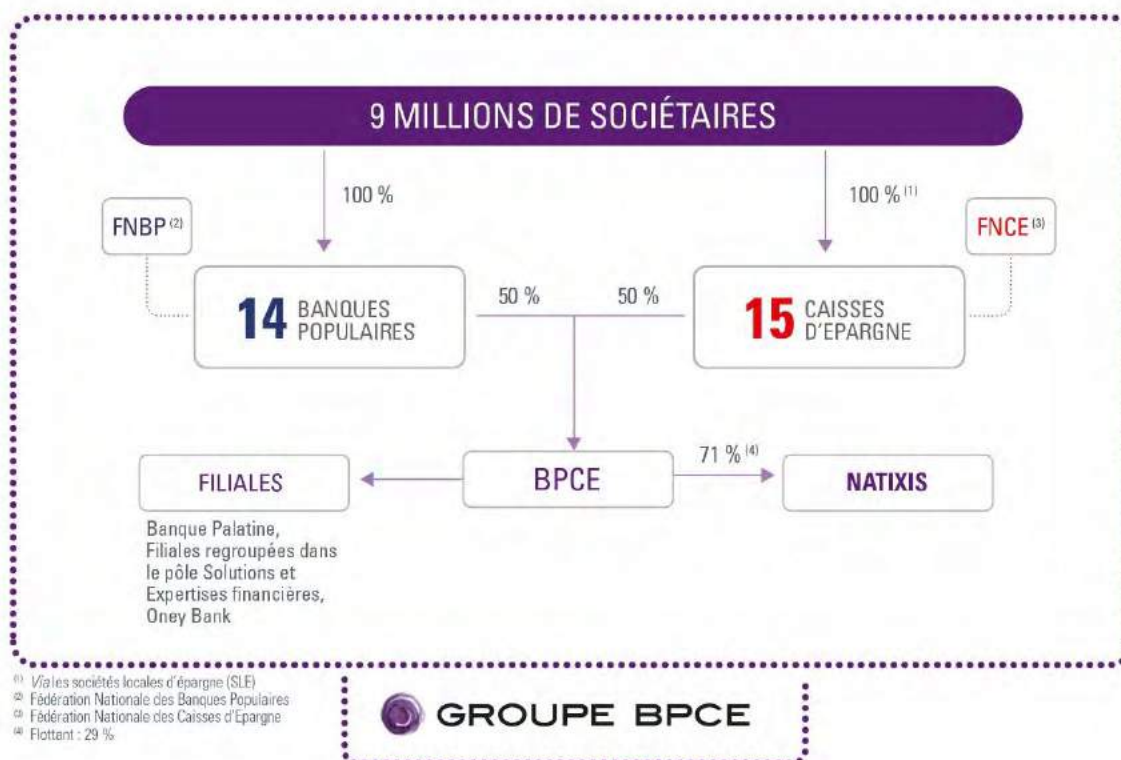 9 MILLIONS DE SOCIÉTAIRES
100 %
100 % (1)
FNBP (2)
FNCE (3)
14 BANQUES
POPULAIRES
50 %
50 %
15 CAISSES
D'EPARGNE
FILIALES
BPCE
71 % (4)
NATIXIS
Banque Palatine,
Filiales regroupées dans
le pôle Solutions et
Expertises financières,
Oney Bank
(1) Via les sociétés locales d'épargne (SLE)
(2) Fédération Nationale des Banques Populaires
(3) Fédération Nationale des Caisses d'Epargne
(4) Flottant : 29 %
GROUPE BPCE